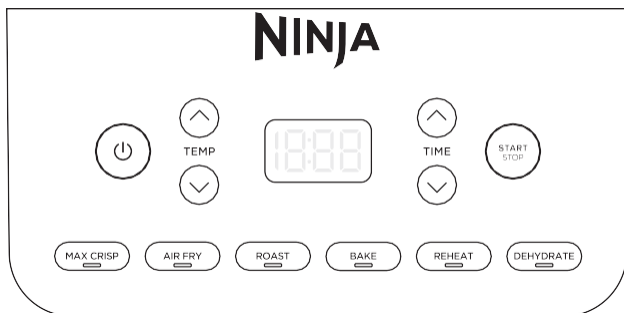 NINJA
TEMP
18:88
TIME
START
STOP
MAX CRISP
AIR FRY
ROAST
BAKE
REHEAT
DEHYDRATE